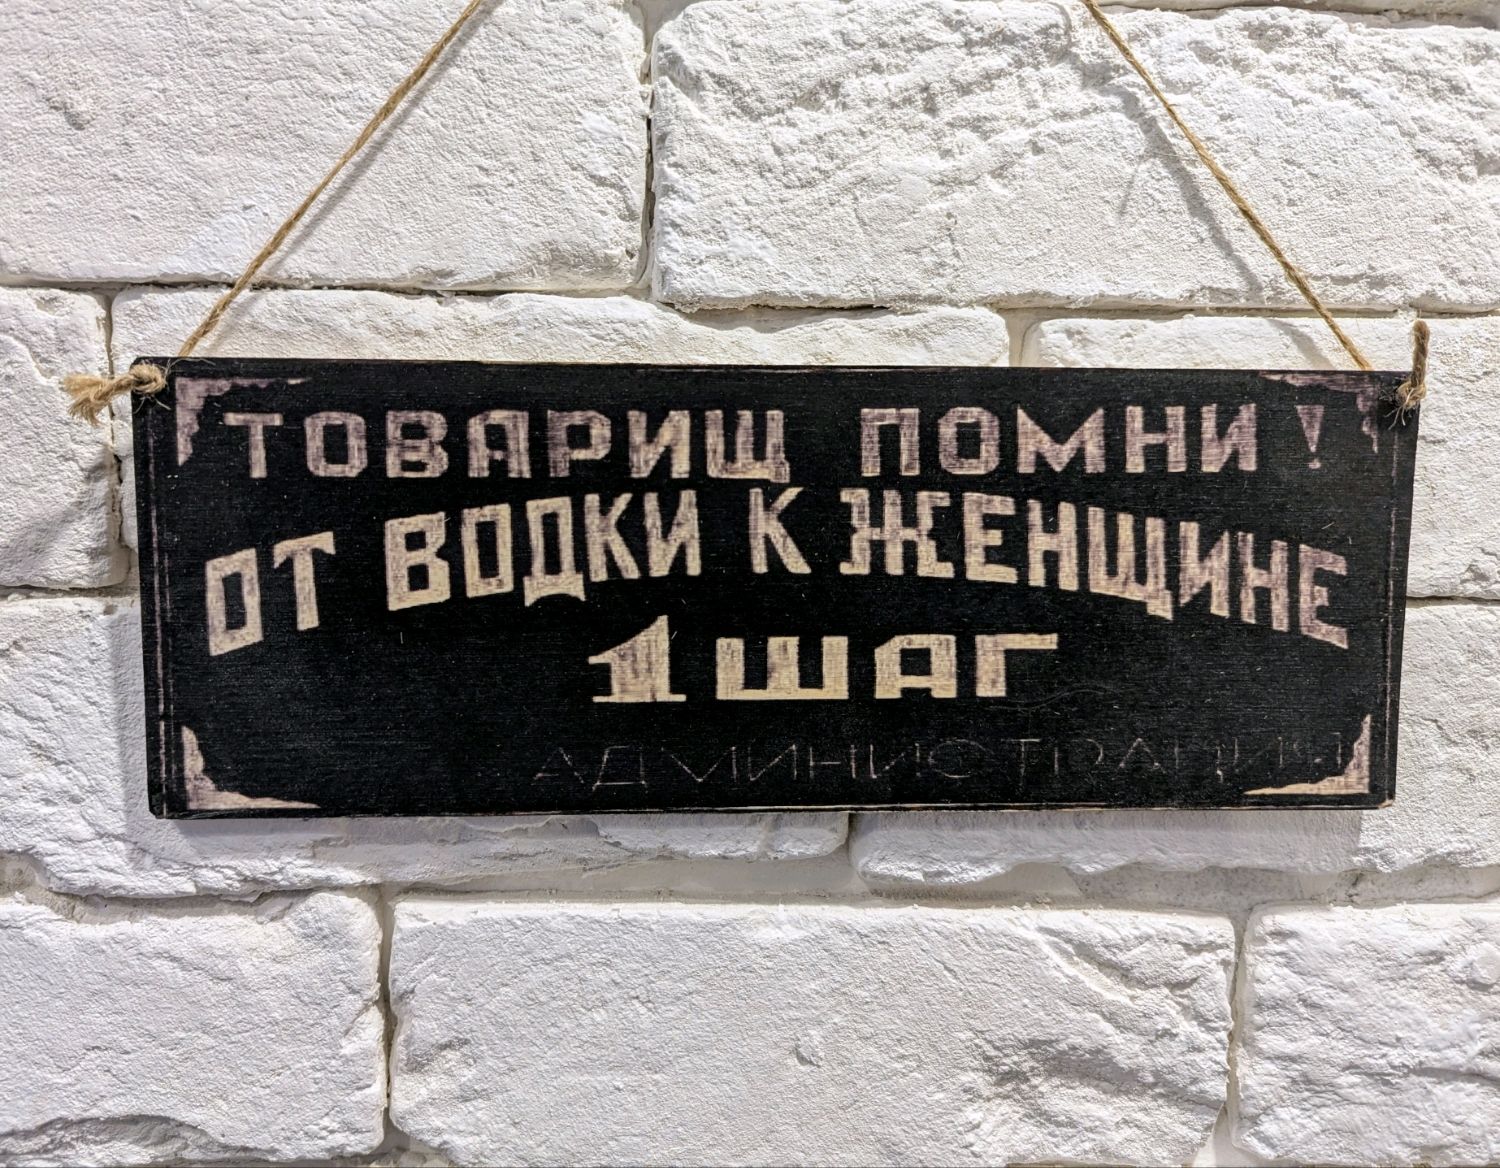 ТОВАРИЩ ПОМНИ!
ОТ ВОДКИ К ЖЕНЩИНЕ
1 ШАГ
АДМИНИСТРАЦИЯ